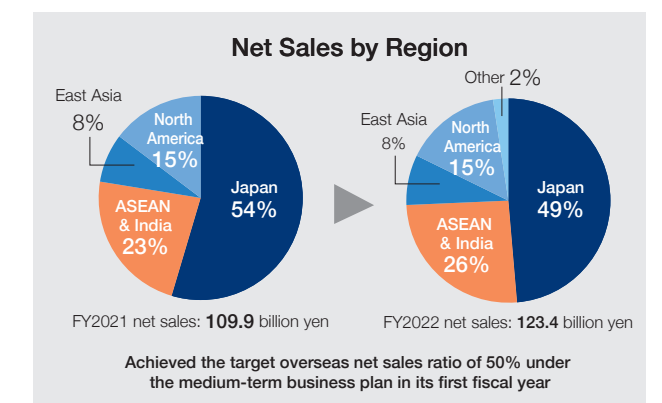 Net Sales by Region
East Asia
8%
North
America
15%
Japan
54%
ASEAN
& India
23%
FY2021 net sales: 109.9 billion yen
Other 2%
East Asia
8%
North
America
15%
Japan
49%
ASEAN
& India
26%
FY2022 net sales: 123.4 billion yen
Achieved the target overseas net sales ratio of 50% under
the medium-term business plan in its first fiscal year